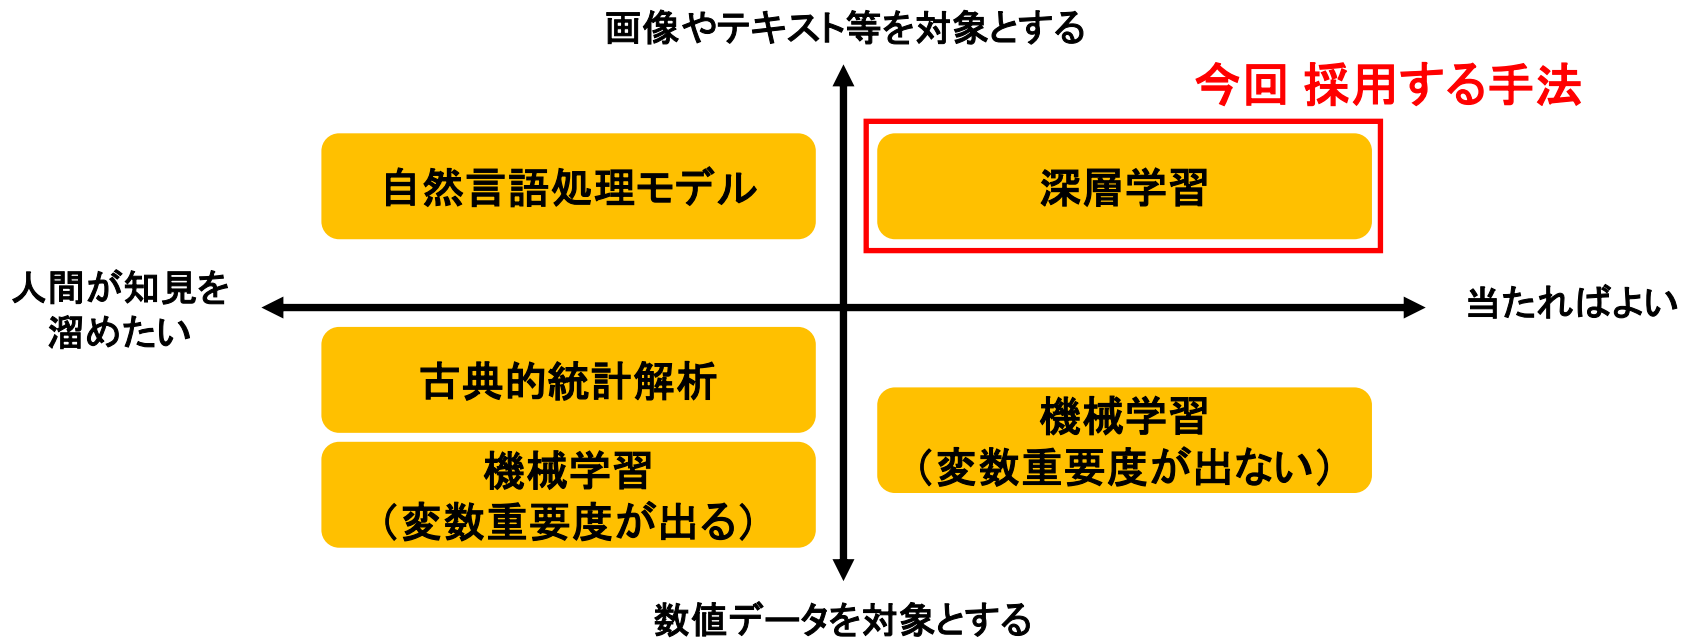 画像やテキスト等を対象とする
今回 採用する手法
自然言語処理モデル
深層学習
人間が知見を
溜めたい
当たればよい
古典的統計解析
機械学習
（変数重要度が出る）
機械学習
（変数重要度が出ない）
数値データを対象とする